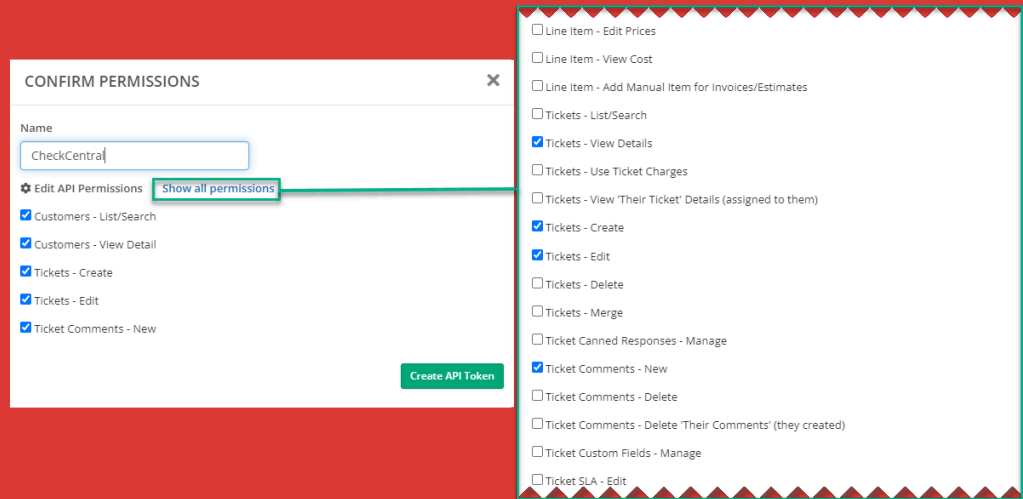 CONFIRM PERMISSIONS
Name
CheckCentral
Edit API Permissions Show all permissions
Customers - List/Search
Customers - View Detail
Tickets - Create
Tickets - Edit
Ticket Comments - New
Create API Token
Line Item - Edit Prices
Line Item - View Cost
Line Item - Add Manual Item for Invoices/Estimates
Tickets - List/Search
Tickets - View Details
Tickets - Use Ticket Charges
Tickets - View 'Their Ticket' Details (assigned to them)
Tickets - Create
Tickets - Edit
Tickets - Delete
Tickets - Merge
Ticket Canned Responses - Manage
Ticket Comments - New
Ticket Comments - Delete
Ticket Comments - Delete 'Their Comments' (they created)
Ticket Custom Fields - Manage
Ticket SLA - Edit